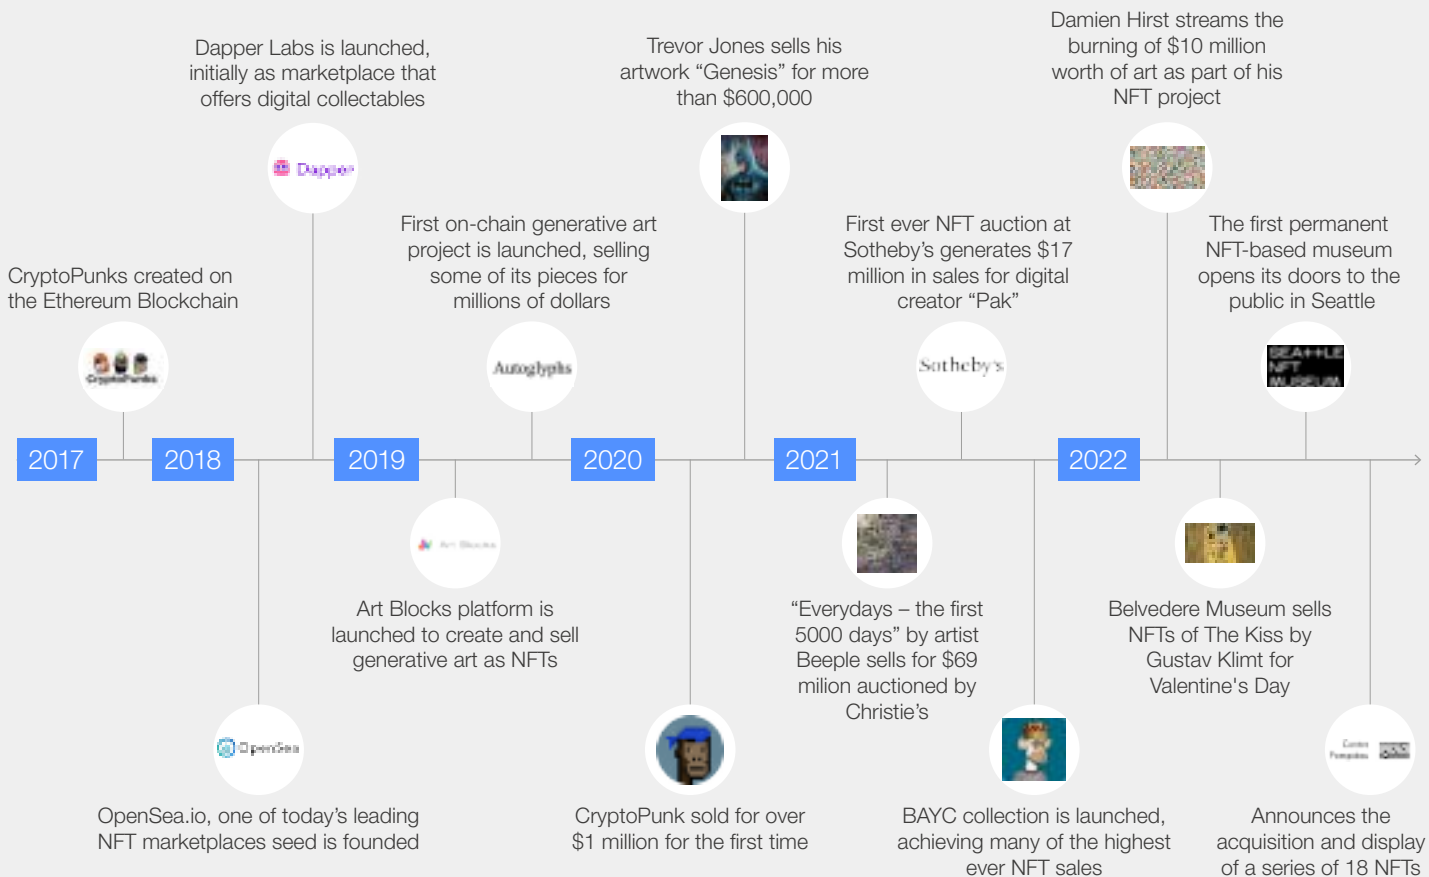 Damien Hirst streams the
burning of $10 million
worth of art as part of his
NFT project
Dapper Labs is launched,
initially as marketplace that
offers digital collectables
Trevor Jones sells his
artwork “Genesis” for more
than $600,000
Dapper
First on-chain generative art
project is launched, selling
some of its pieces for
millions of dollars
First ever NFT auction at
Sotheby’s generates $17
million in sales for digital
creator “Pak”
The first permanent
NFT-based museum
opens its doors to the
public in Seattle
CryptoPunks created on
the Ethereum Blockchain
CryptoPunks
Autoglyphs
Sotheby's
SEA++LE
NFT
MUSEUM
2017
2018
2019
2020
2021
2022
Art Blocks
Art Blocks platform is
launched to create and sell
generative art as NFTs
“Everydays – the first
5000 days” by artist
Beeple sells for $69
milion auctioned by
Christie’s
Belvedere Museum sells
NFTs of The Kiss by
Gustav Klimt for
Valentine's Day
OpenSea
Centre
Pompidou
OpenSea.io, one of today’s leading
NFT marketplaces seed is founded
CryptoPunk sold for over
$1 million for the first time
BAYC collection is launched,
achieving many of the highest
ever NFT sales
Announces the
acquisition and display
of a series of 18 NFTs